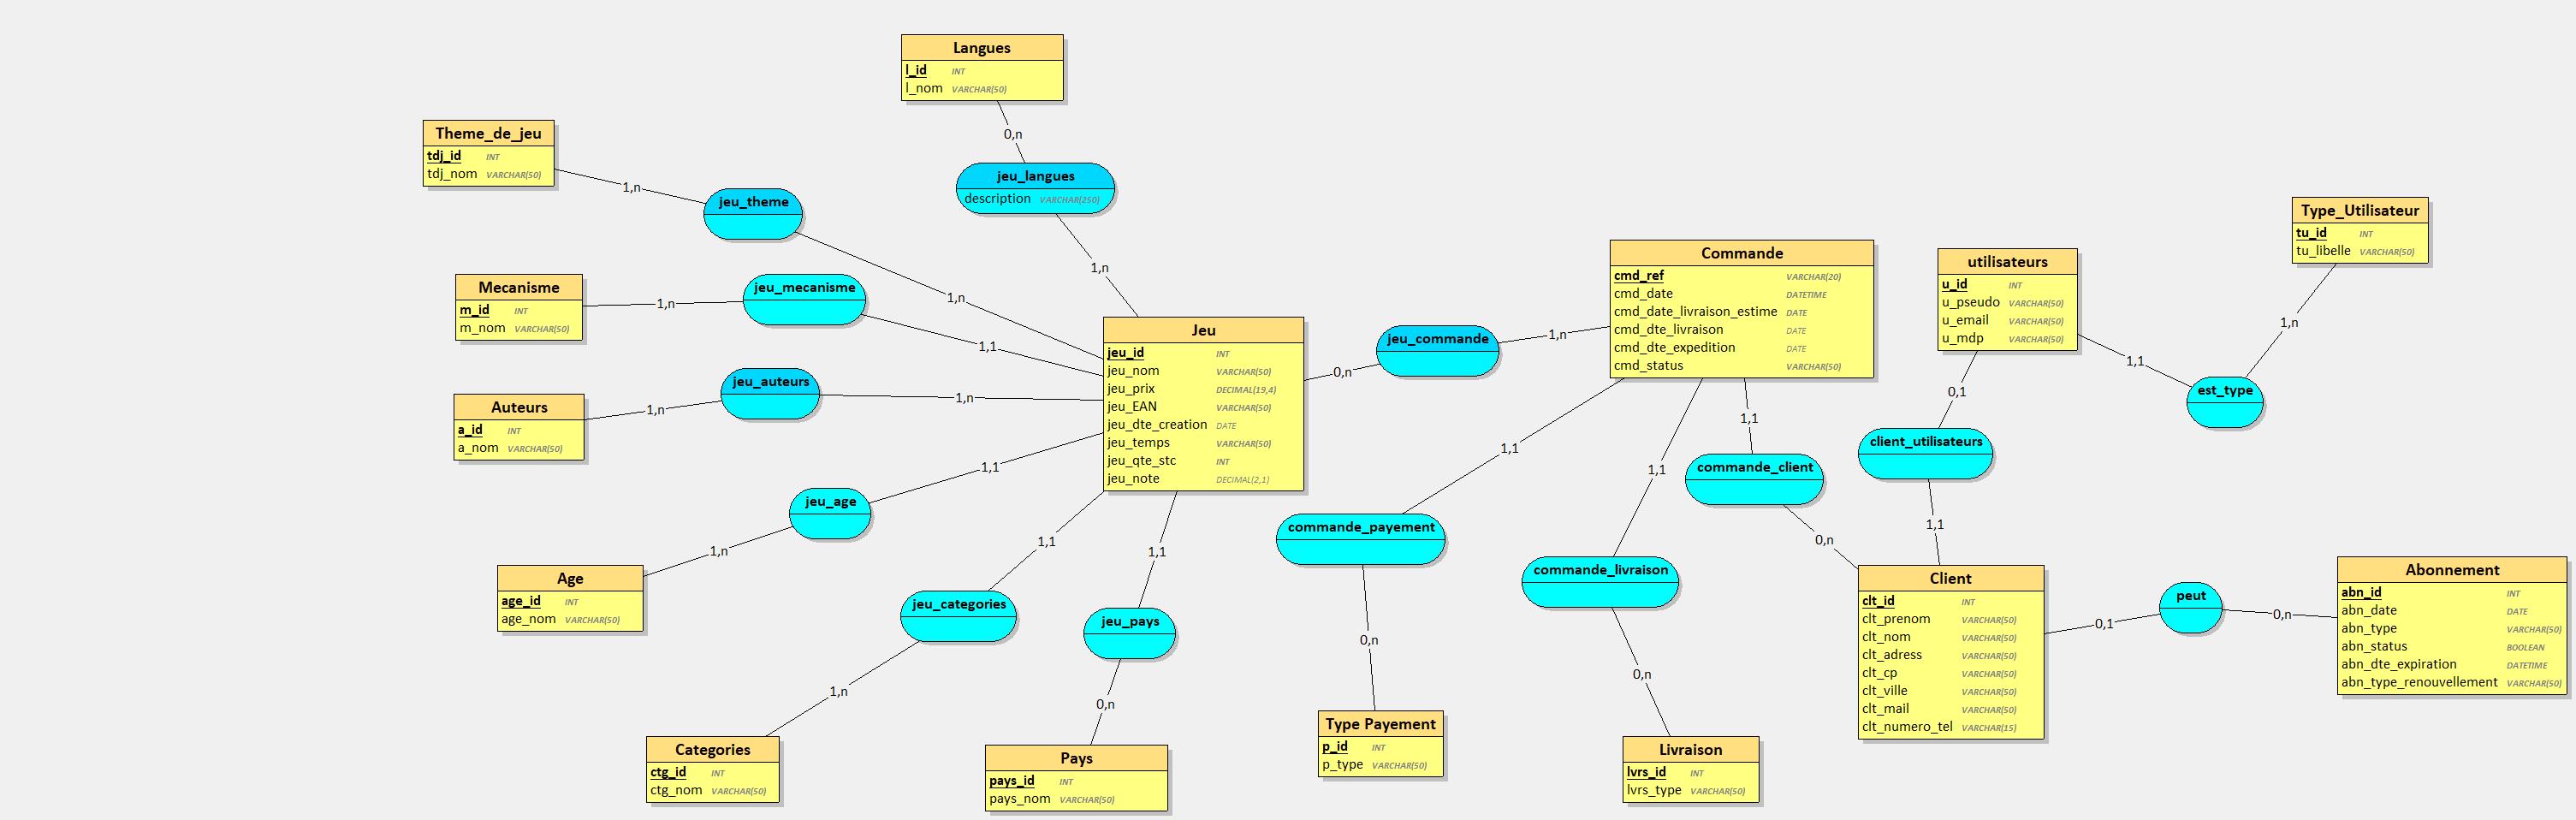 Langues
l_id INT
l_nom VARCHAR(50)
0,n
jeu_langues
description VARCHAR(250)
1,n
Theme_de_jeu
tdj_id INT
tdj_nom VARCHAR(50)
1,n
jeu_theme
1,n
Mecanisme
m_id INT
m_nom VARCHAR(50)
1,n
jeu_mecanisme
1,1
Auteurs
a_id INT
a_nom VARCHAR(50)
1,n
jeu_auteurs
1,n
Age
age_id INT
age_nom VARCHAR(50)
1,n
jeu_age
1,1
Categories
ctg_id INT
ctg_nom VARCHAR(50)
1,n
jeu_categories
1,1
Pays
pays_id INT
pays_nom VARCHAR(50)
0,n
jeu_pays
1,1
Jeu
jeu_id INT
jeu_nom VARCHAR(50)
jeu_prix DECIMAL(19,4)
jeu_EAN VARCHAR(50)
jeu_dte_creation DATE
jeu_temps VARCHAR(50)
jeu_qte_stc INT
jeu_note DECIMAL(2,1)
0,n
jeu_commande
1,n
Commande
cmd_ref VARCHAR(20)
cmd_date DATETIME
cmd_date_livraison_estime DATE
cmd_dte_livraison DATE
cmd_dte_expedition DATE
cmd_status VARCHAR(50)
1,1
commande_payement
0,n
Type Payement
p_id INT
p_type VARCHAR(50)
1,1
commande_livraison
0,n
Livraison
lvrs_id INT
lvrs_type VARCHAR(50)
1,1
commande_client
0,n
utilisateurs
u_id INT
u_pseudo VARCHAR(50)
u_email VARCHAR(50)
u_mdp VARCHAR(50)
0,1
client_utilisateurs
1,1
Type_Utilisateur
tu_id INT
tu_libelle VARCHAR(50)
1,n
est_type
1,1
Client
clt_id INT
clt_prenom VARCHAR(50)
clt_nom VARCHAR(50)
clt_adress VARCHAR(50)
clt_cp VARCHAR(50)
clt_ville VARCHAR(50)
clt_mail VARCHAR(50)
clt_numero_tel VARCHAR(15)
0,1
peut
0,n
Abonnement
abn_id INT
abn_date DATE
abn_type VARCHAR(50)
abn_status BOOLEAN
abn_dte_expiration DATETIME
abn_type_renouvellement VARCHAR(50)